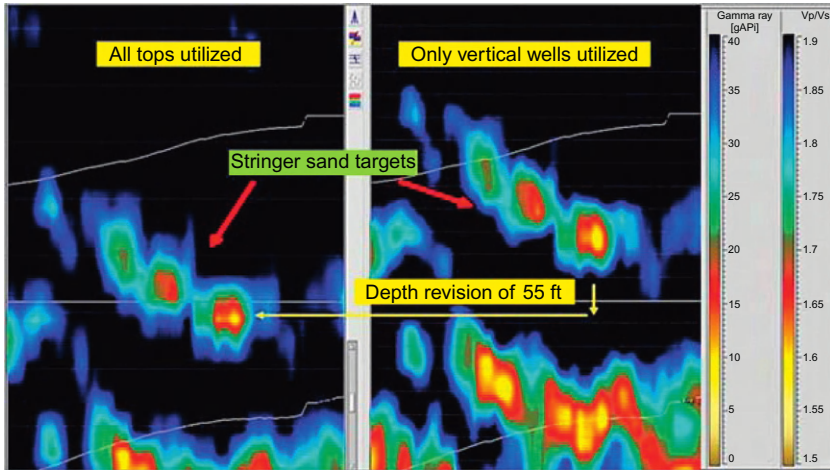 All tops utilized
Only vertical wells utilized
Stringer sand targets
Depth revision of 55 ft
Gamma ray
[gAPi]
40
35
30
25
20
15
10
5
0
Vp/Vs
1.9
1.85
1.8
1.75
1.7
1.65
1.6
1.55
1.5